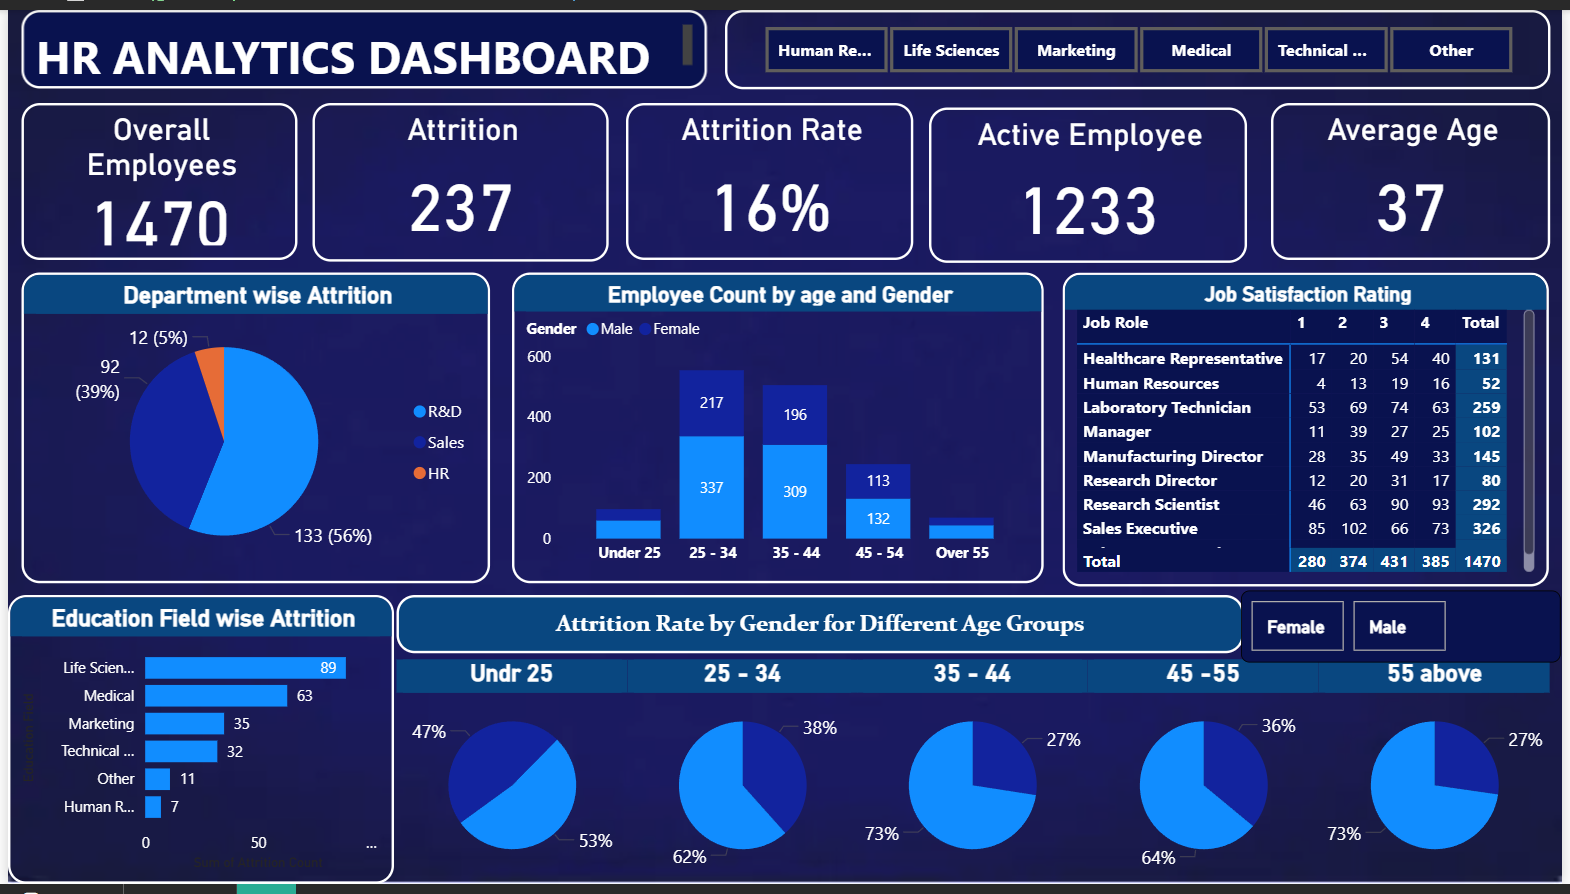 HR ANALYTICS DASHBOARD
Human Re... Life Sciences Marketing Medical Technical ... Other
Overall
Employees
1470
Attrition
237
Attrition Rate
16%
Active Employee
1233
Average Age
37
Department wise Attrition
12 (5%)
92
(39%)
133 (56%)
R&D
Sales
HR
Employee Count by age and Gender
Gender Male Female
600
400
200
0
217
337
196
309
113
132
Under 25 25 - 34 35 - 44 45 - 54 Over 55
Job Satisfaction Rating
Job Role 1 2 3 4 Total
Healthcare Representative 17 20 54 40 131
Human Resources 4 13 19 16 52
Laboratory Technician 53 69 74 63 259
Manager 11 39 27 25 102
Manufacturing Director 28 35 49 33 145
Research Director 12 20 31 17 80
Research Scientist 46 63 90 93 292
Sales Executive 85 102 66 73 326
Total 280 374 431 385 1470
Education Field wise Attrition
Education Field
Life Scien... 89
Medical 63
Marketing 35
Technical ... 32
Other 11
Human R... 7
0 50 ...
Sum of Attrition Count
Attrition Rate by Gender for Different Age Groups
Female Male
Undr 25 25 - 34 35 - 44 45 -55 55 above
47%
53%
38%
62%
27%
73%
36%
64%
27%
73%